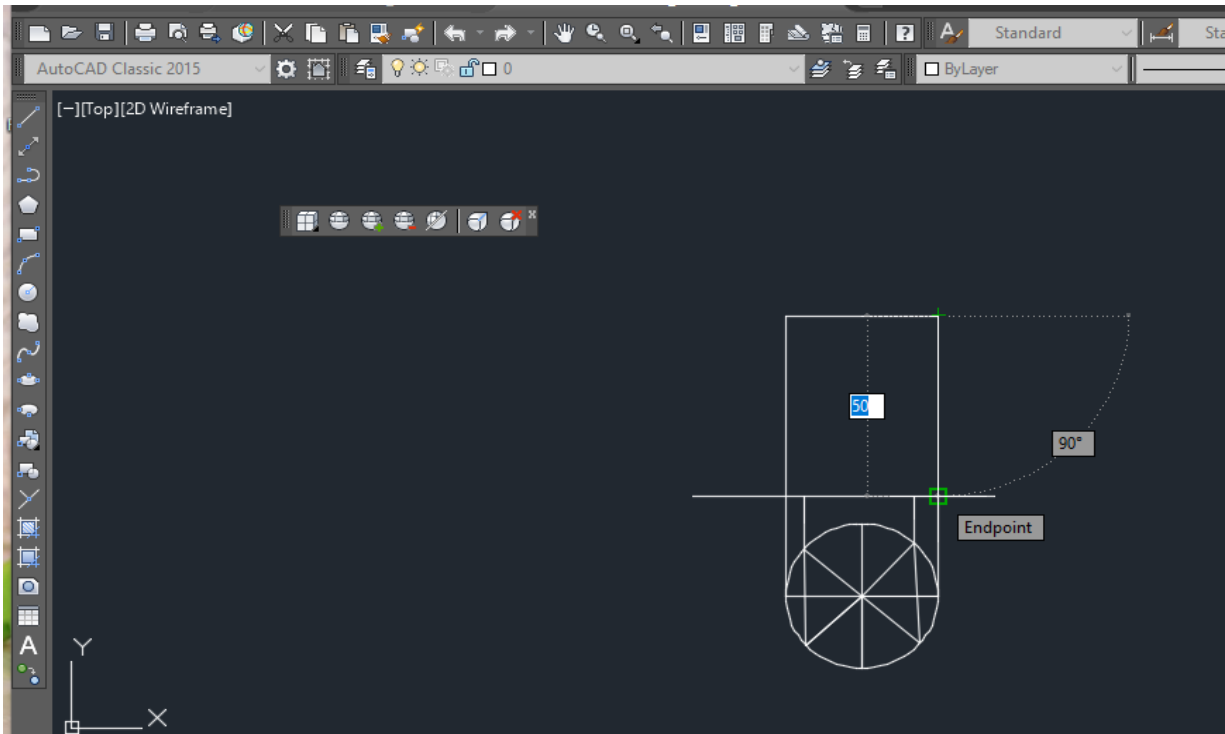 Standard
Sta
AutoCAD Classic 2015
0
ByLayer
[−][Top][2D Wireframe]
50
90°
Endpoint
A
Y
X